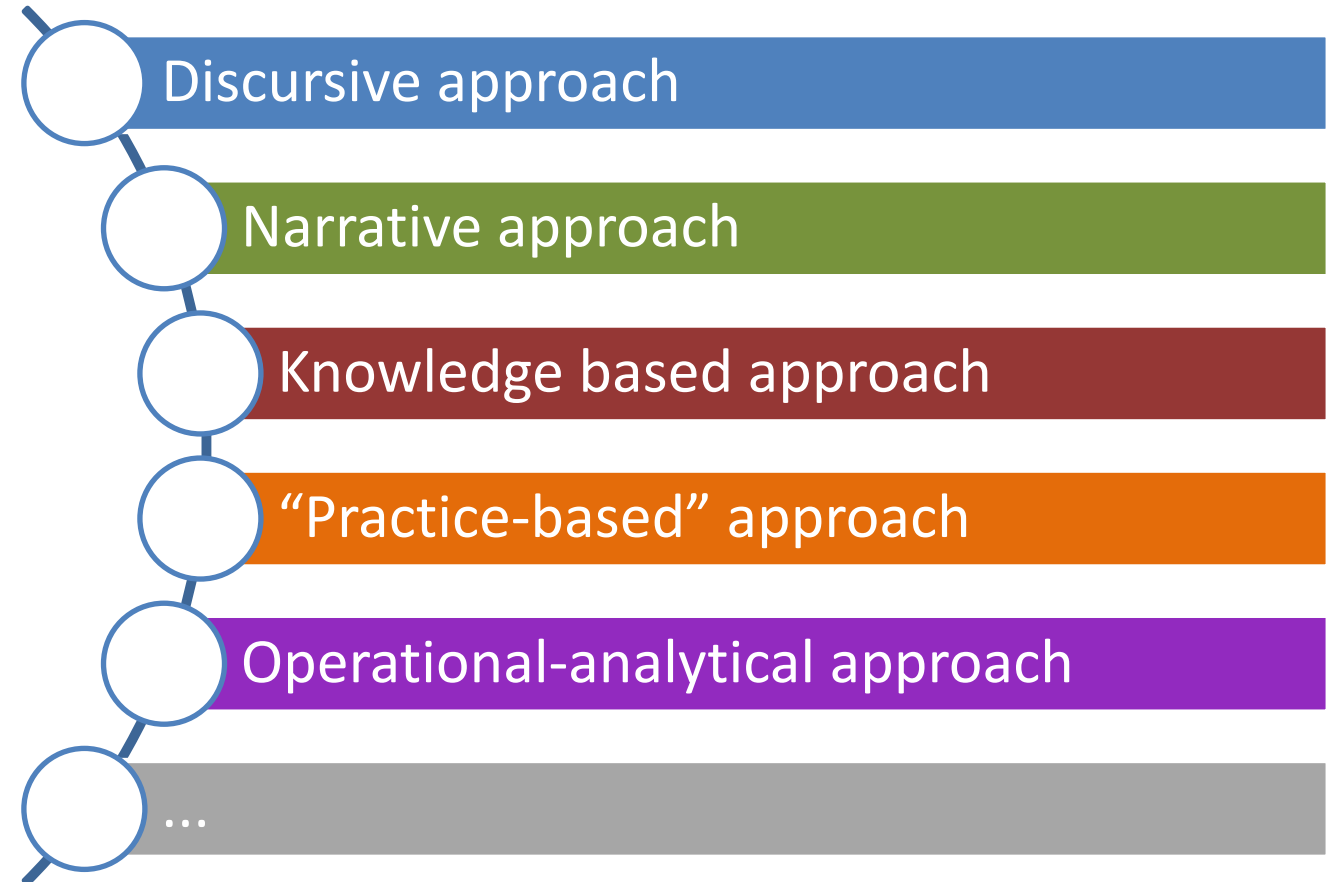 Discursive approach
Narrative approach
Knowledge based approach
“Practice-based” approach
Operational-analytical approach
...